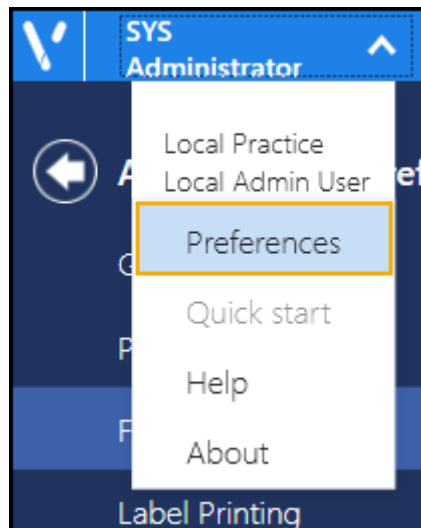 SYS
Administrator
Local Practice
Local Admin User
Preferences
Quick start
Help
About
Label Printing